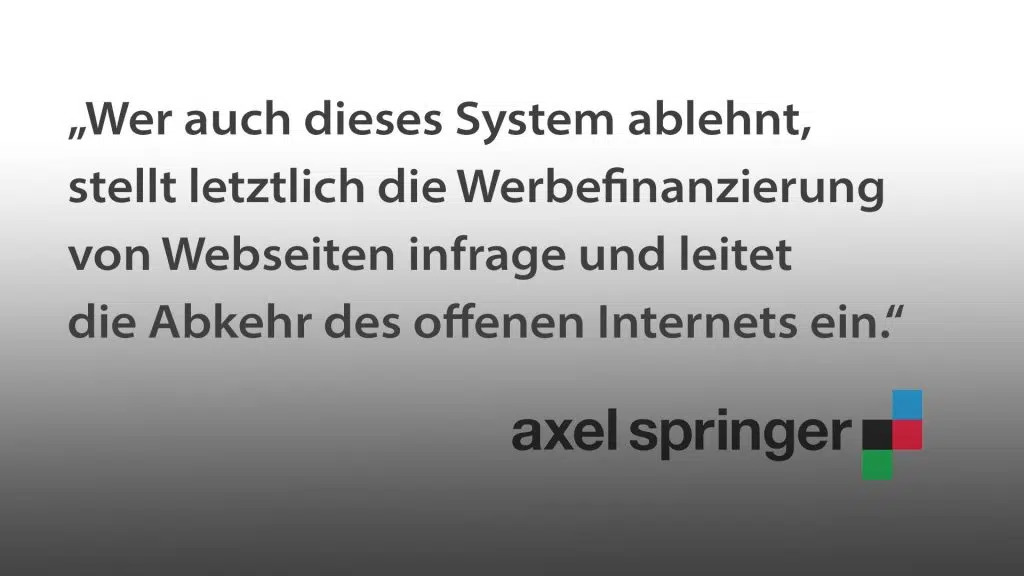 „Wer auch dieses System ablehnt,
stellt letztlich die Werbefinanzierung
von Webseiten infrage und leitet
die Abkehr des offenen Internets ein.“
axel springer